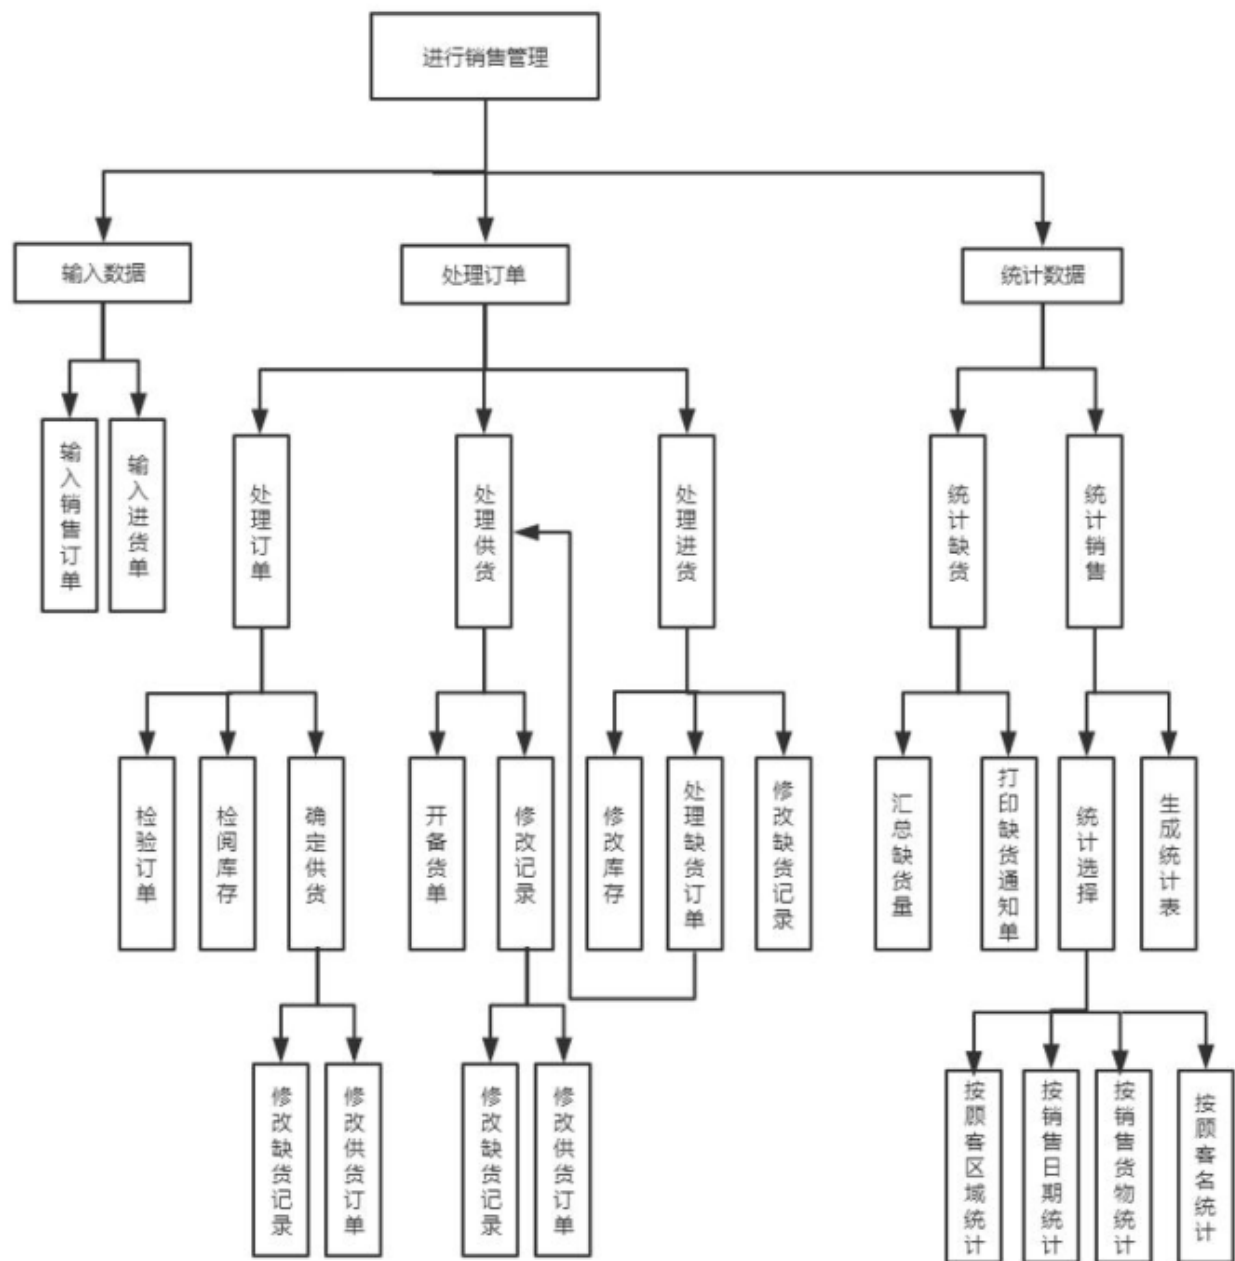 进行销售管理
输入数据
处理订单
统计数据
输入销售订单
输入进货单
处理订单
处理供货
处理进货
统计缺货
统计销售
检验订单
检阅库存
确定供货
开备货单
修改记录
修改库存
处理缺货订单
修改缺货记录
汇总缺货量
打印缺货通知单
统计选择
生成统计表
修改缺货记录
修改供货订单
修改缺货记录
修改供货订单
按顾客区域统计
按销售日期统计
按销售货物统计
按顾客名统计